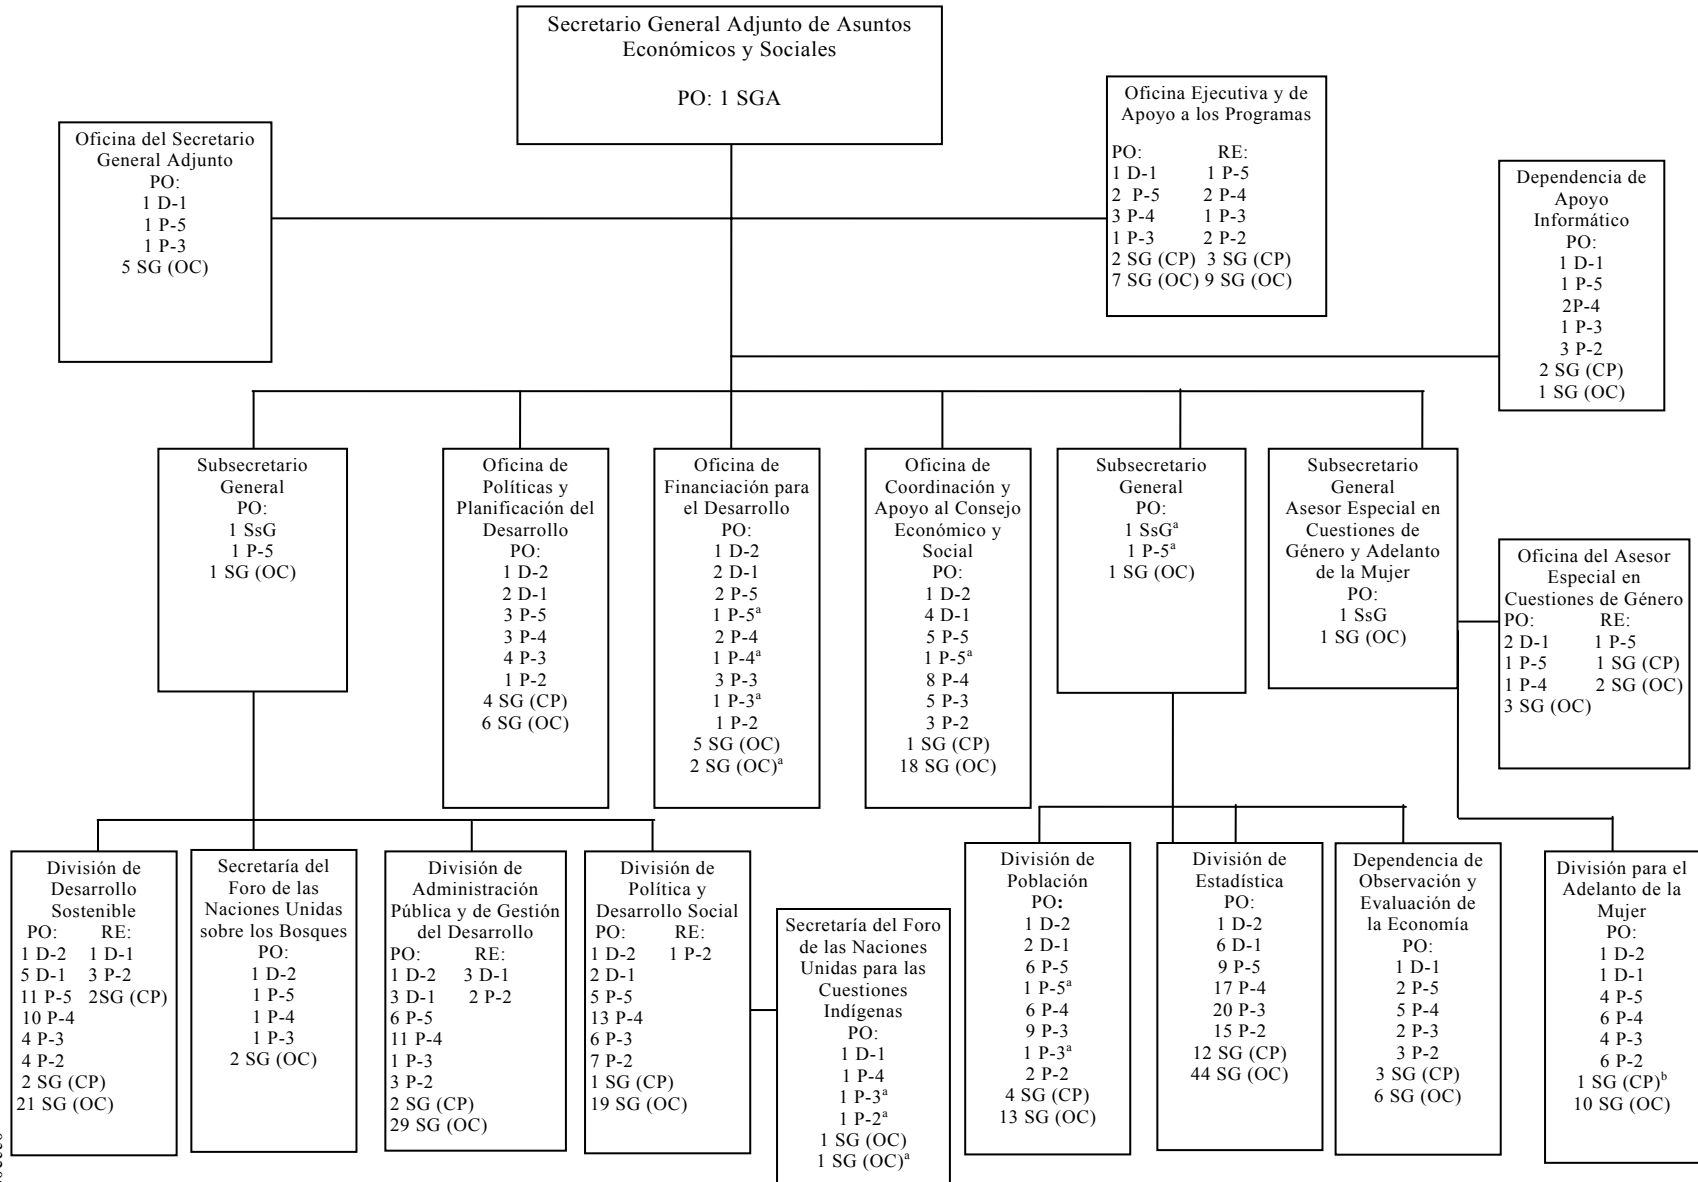 Secretario General Adjunto de Asuntos
Económicos y Sociales
PO: 1 SGA
Oficina Ejecutiva y de
Apoyo a los Programas
PO: RE:
1 D-1 1 P-5
2 P-5 2 P-4
3 P-4 1 P-3
1 P-3 2 P-2
2 SG (CP) 3 SG (CP)
7 SG (OC) 9 SG (OC)
Oficina del Secretario
General Adjunto
PO:
1 D-1
1 P-5
1 P-3
5 SG (OC)
Dependencia de
Apoyo
Informático
PO:
1 D-1
1 P-5
2P-4
1 P-3
3 P-2
2 SG (CP)
1 SG (OC)
Subsecretario
General
PO:
1 SsG
1 P-5
1 SG (OC)
Oficina de
Políticas y
Planificación del
Desarrollo
PO:
1 D-2
2 D-1
3 P-5
3 P-4
4 P-3
1 P-2
4 SG (CP)
6 SG (OC)
Oficina de
Financiación para
el Desarrollo
PO:
1 D-2
2 D-1
2 P-5
1 P-5ª
2 P-4
1 P-4ª
3 P-3
1 P-3ª
1 P-2
5 SG (OC)
2 SG (OC)ª
Oficina de
Coordinación y
Apoyo al Consejo
Económico y
Social
PO:
1 D-2
4 D-1
5 P-5
1 P-5ª
8 P-4
5 P-3
3 P-2
1 SG (CP)
18 SG (OC)
Subsecretario
General
PO:
1 SsGª
1 P-5ª
1 SG (OC)
Subsecretario
General
Asesor Especial en
Cuestiones de
Género y Adelanto
de la Mujer
PO:
1 SsG
1 SG (OC)
Oficina del Asesor
Especial en
Cuestiones de Género
PO: RE:
2 D-1 1 P-5
1 P-5 1 SG (CP)
1 P-4 2 SG (OC)
3 SG (OC)
División de
Desarrollo
Sostenible
PO: RE:
1 D-2 1 D-1
5 D-1 3 P-2
11 P-5 2SG (CP)
10 P-4
4 P-3
4 P-2
2 SG (CP)
21 SG (OC)
Secretaría del
Foro de las
Naciones Unidas
sobre los Bosques
PO:
1 D-2
1 P-5
1 P-4
1 P-3
2 SG (OC)
División de
Administración
Pública y de Gestión
del Desarrollo
PO: RE:
1 D-2 3 D-1
3 D-1 2 P-2
6 P-5
11 P-4
1 P-3
3 P-2
2 SG (CP)
29 SG (OC)
División de
Política y
Desarrollo Social
PO: RE:
1 D-2 1 P-2
2 D-1
5 P-5
13 P-4
6 P-3
7 P-2
1 SG (CP)
19 SG (OC)
Secretaría del Foro
de las Naciones
Unidas para las
Cuestiones
Indígenas
PO:
1 D-1
1 P-4
1 P-3ª
1 P-2ª
1 SG (OC)
1 SG (OC)ª
División de
Población
PO:
1 D-2
2 D-1
6 P-5
1 P-5ª
6 P-4
9 P-3
1 P-3ª
2 P-2
4 SG (CP)
13 SG (OC)
División de
Estadística
PO:
1 D-2
6 D-1
9 P-5
17 P-4
20 P-3
15 P-2
12 SG (CP)
44 SG (OC)
Dependencia de
Observación y
Evaluación de
la Economía
PO:
1 D-1
2 P-5
5 P-4
2 P-3
3 P-2
3 SG (CP)
6 SG (OC)
División para el
Adelanto de la
Mujer
PO:
1 D-2
1 D-1
4 P-5
6 P-4
4 P-3
6 P-2
1 SG (CP)ᵇ
10 SG (OC)